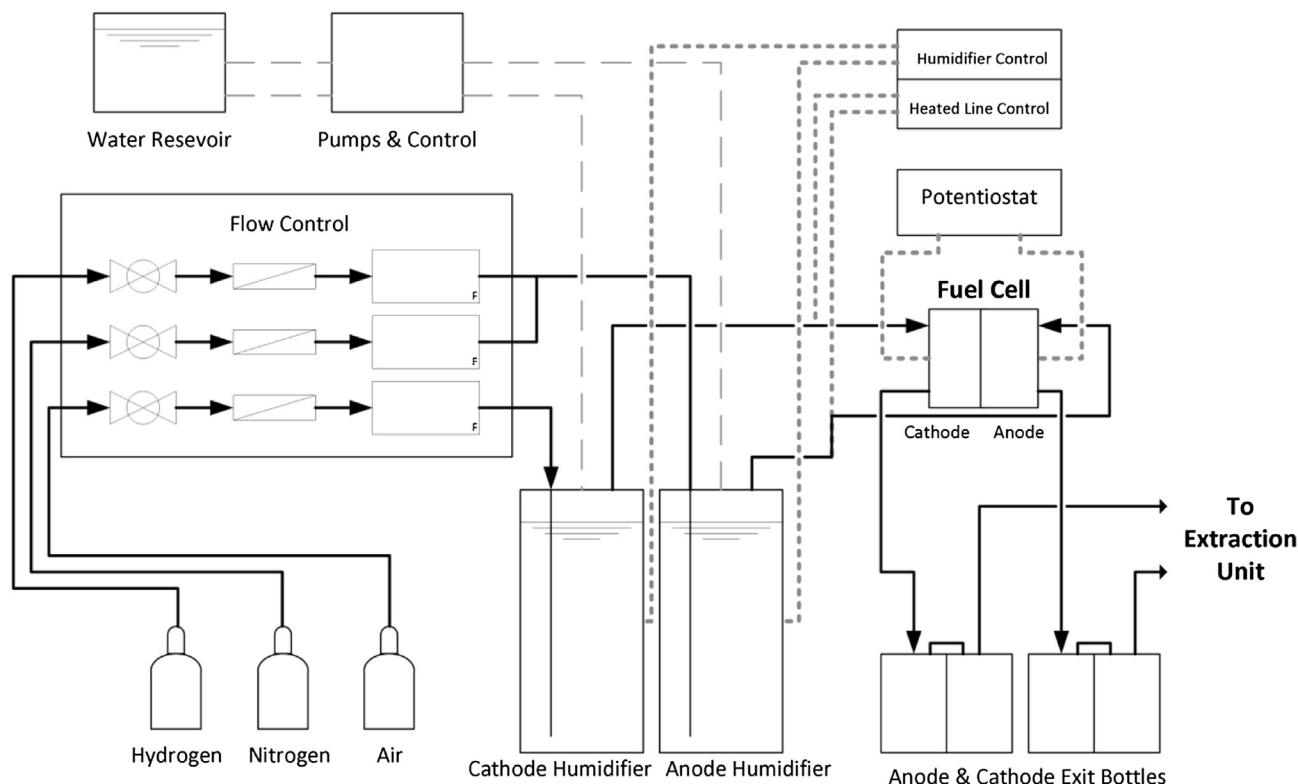 Water Resevoir
Pumps & Control
Humidifier Control
Heated Line Control
Potentiostat
Flow Control
F
F
F
Fuel Cell
Cathode
Anode
To
Extraction
Unit
Hydrogen
Nitrogen
Air
Cathode Humidifier
Anode Humidifier
Anode & Cathode Exit Bottles